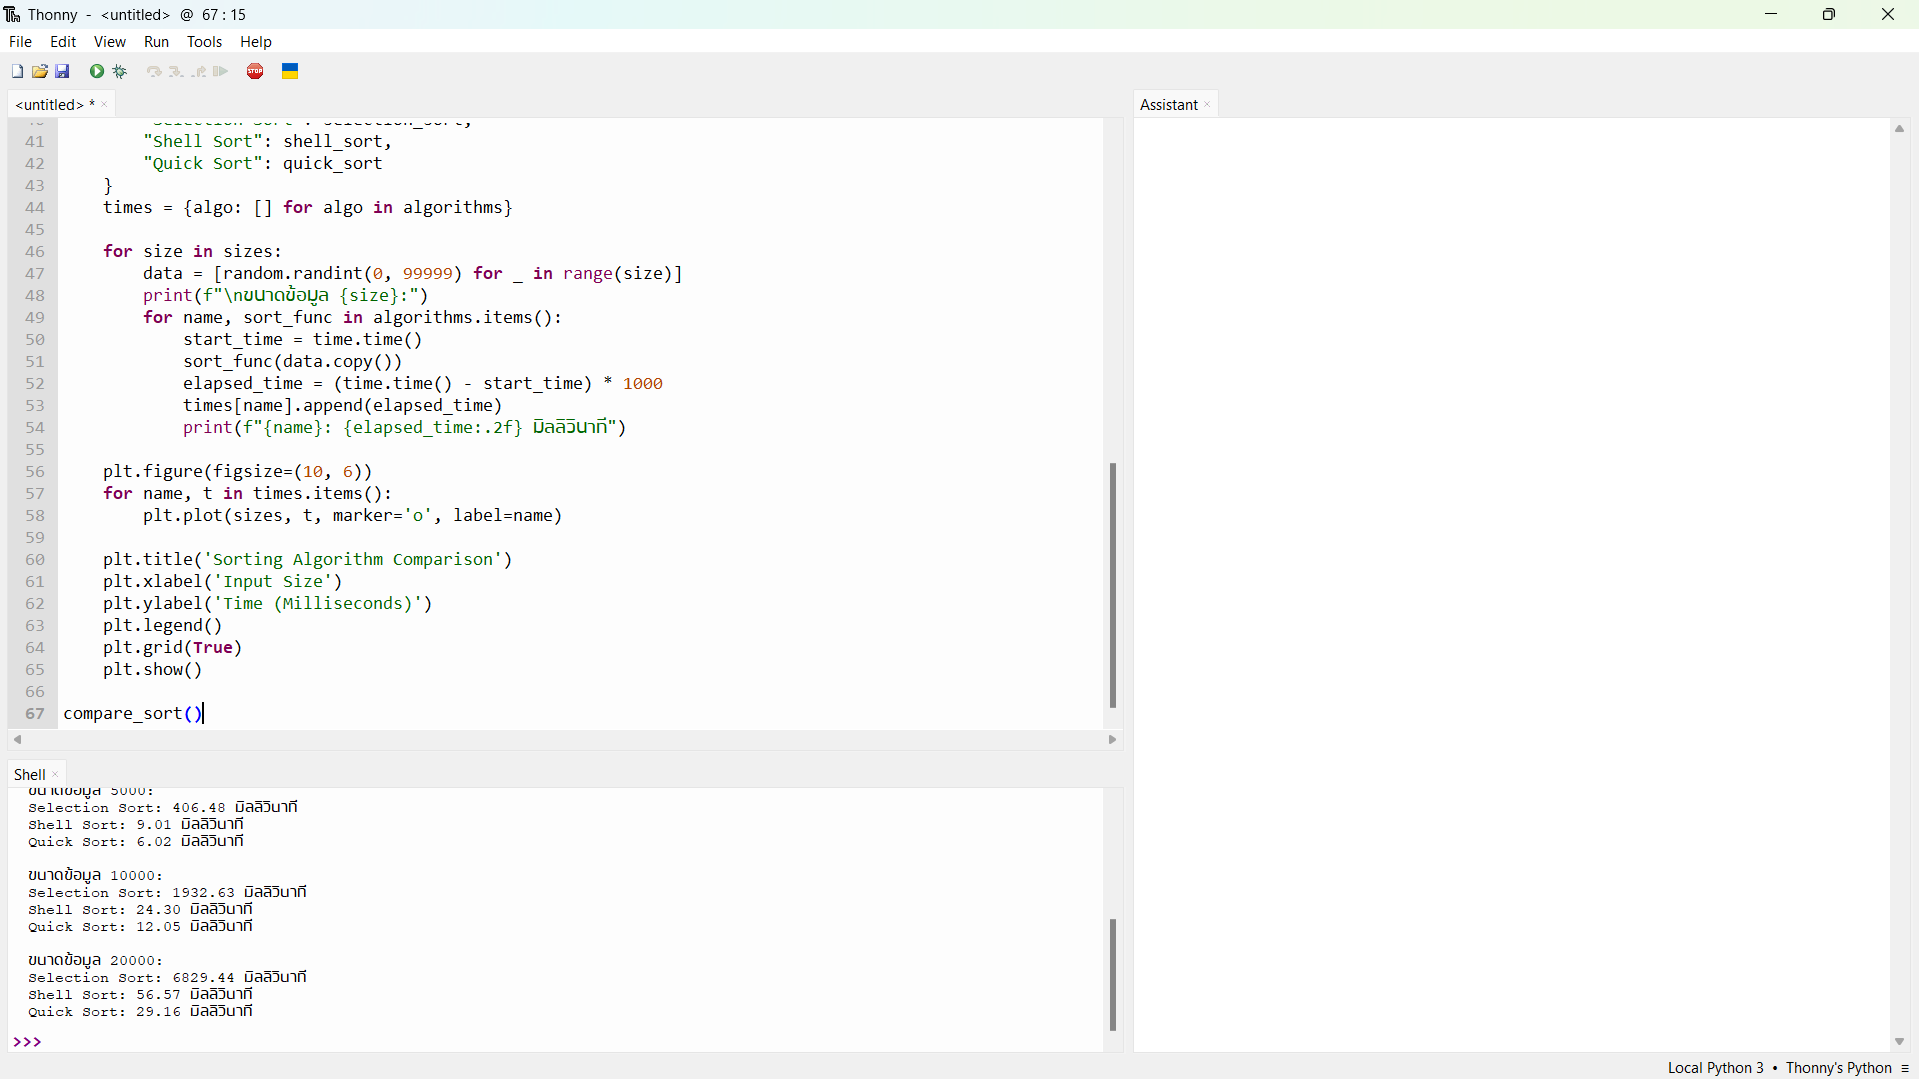 Thonny - <untitled> @ 67 : 15
File Edit View Run Tools Help
STOP
<untitled> * ×
Assistant ×
40 "Selection Sort": selection_sort,
41 "Shell Sort": shell_sort,
42 "Quick Sort": quick_sort
43 }
44 times = {algo: [] for algo in algorithms}
45
46 for size in sizes:
47 data = [random.randint(0, 99999) for _ in range(size)]
48 print(f"\nขนาดข้อมูล {size}:")
49 for name, sort_func in algorithms.items():
50 start_time = time.time()
51 sort_func(data.copy())
52 elapsed_time = (time.time() - start_time) * 1000
53 times[name].append(elapsed_time)
54 print(f"{name}: {elapsed_time:.2f} มิลลิวินาที")
55
56 plt.figure(figsize=(10, 6))
57 for name, t in times.items():
58 plt.plot(sizes, t, marker='o', label=name)
59
60 plt.title('Sorting Algorithm Comparison')
61 plt.xlabel('Input Size')
62 plt.ylabel('Time (Milliseconds)')
63 plt.legend()
64 plt.grid(True)
65 plt.show()
66
67 compare_sort()
Shell ×
ขนาดข้อมูล 5000:
Selection Sort: 406.48 มิลลิวินาที
Shell Sort: 9.01 มิลลิวินาที
Quick Sort: 6.02 มิลลิวินาที
ขนาดข้อมูล 10000:
Selection Sort: 1932.63 มิลลิวินาที
Shell Sort: 24.30 มิลลิวินาที
Quick Sort: 12.05 มิลลิวินาที
ขนาดข้อมูล 20000:
Selection Sort: 6829.44 มิลลิวินาที
Shell Sort: 56.57 มิลลิวินาที
Quick Sort: 29.16 มิลลิวินาที
>>>
Local Python 3 • Thonny's Python ≡